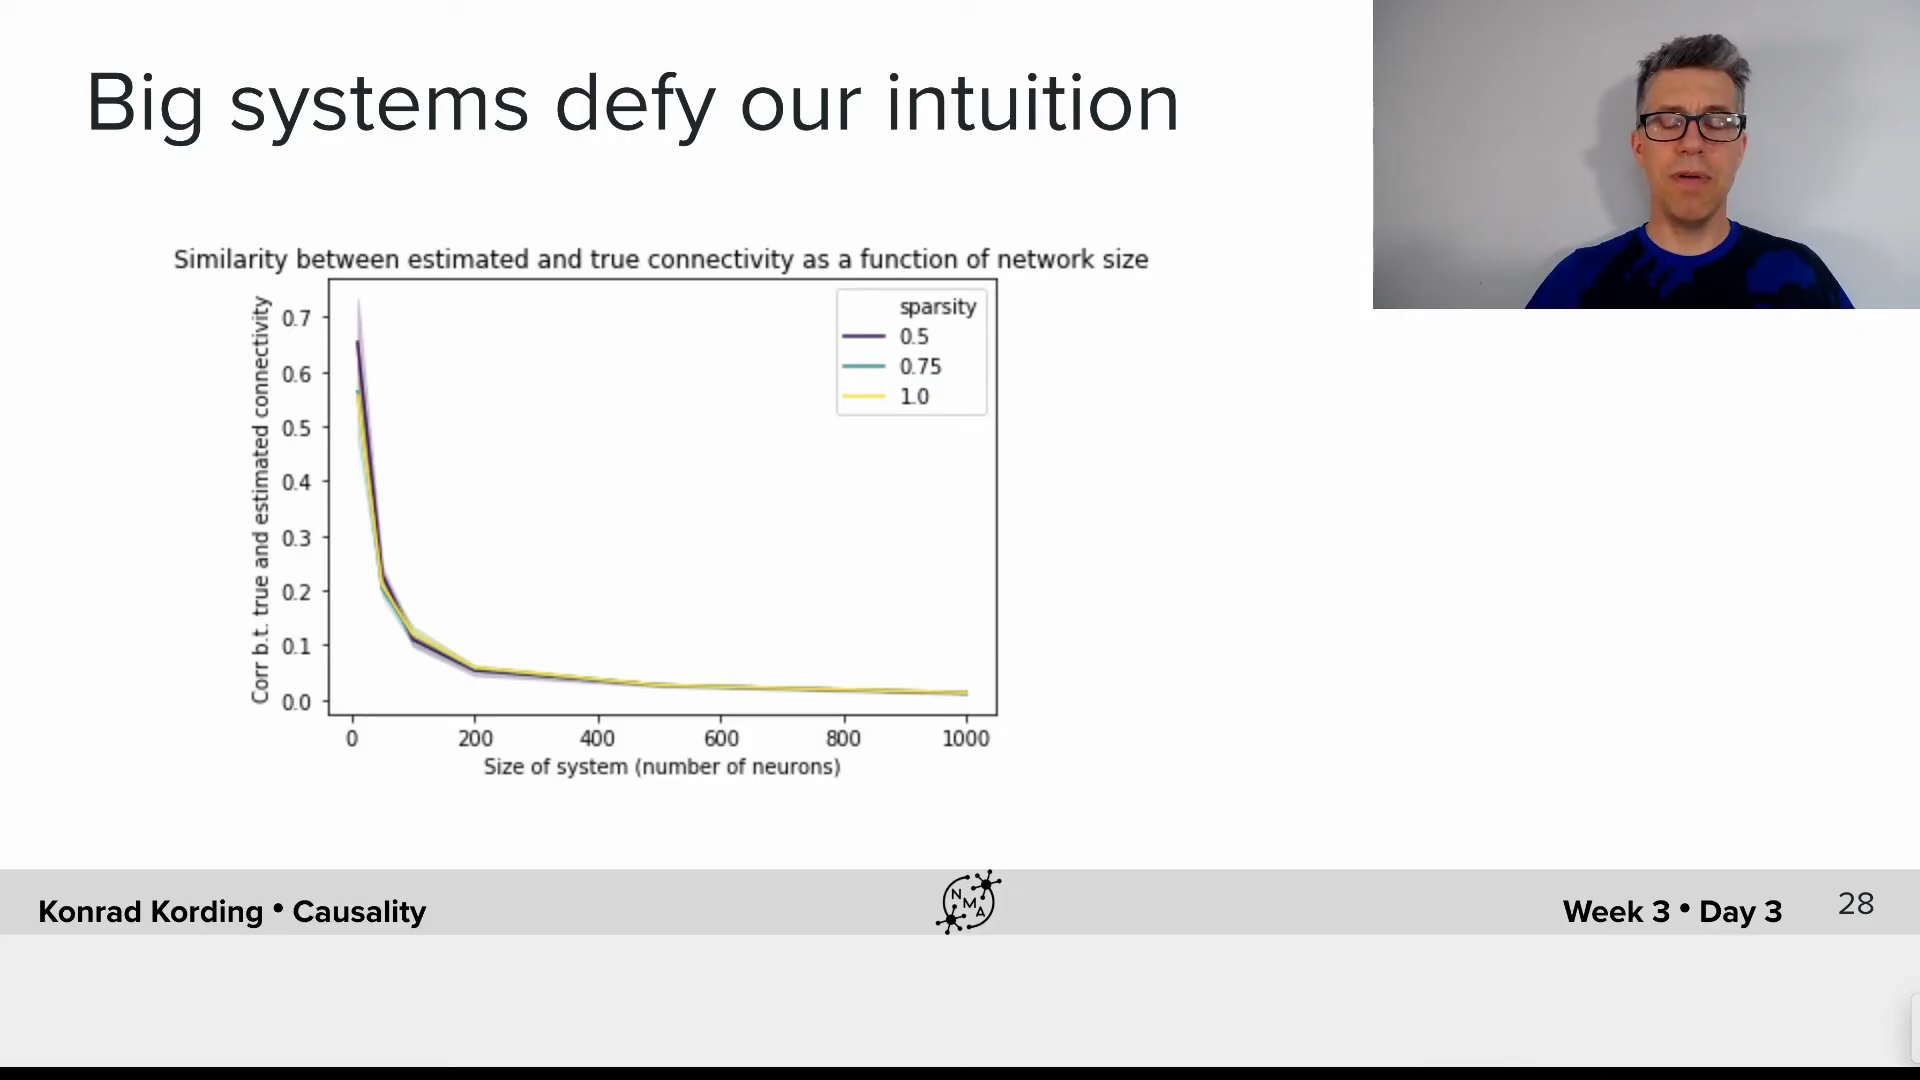 Big systems defy our intuition
Similarity between estimated and true connectivity as a function of network size
Corr b.t. true and estimated connectivity
0.7
0.6
0.5
0.4
0.3
0.2
0.1
0.0
sparsity
0.5
0.75
1.0
0 200 400 600 800 1000
Size of system (number of neurons)
Konrad Kording • Causality
N
M
A
Week 3 • Day 3
28